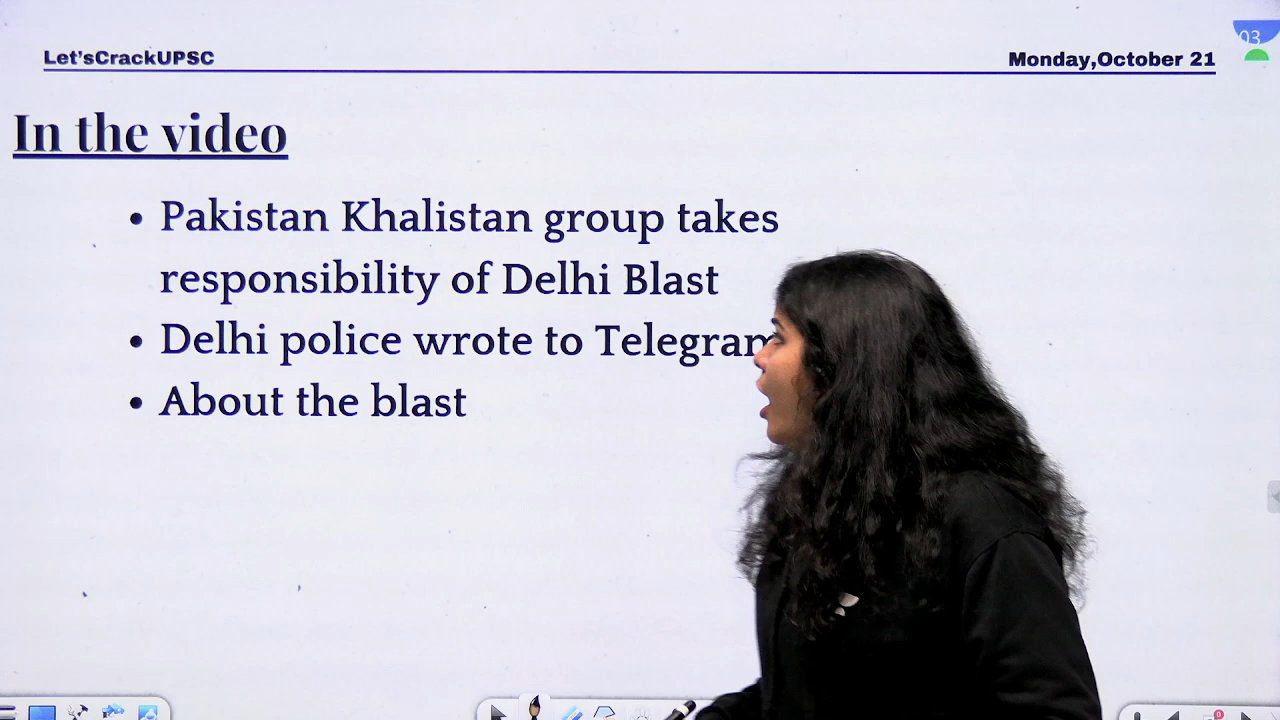 Let'sCrackUPSC
Monday,October 21
03
In the video
• Pakistan Khalistan group takes
responsibility of Delhi Blast
• Delhi police wrote to Telegram
• About the blast